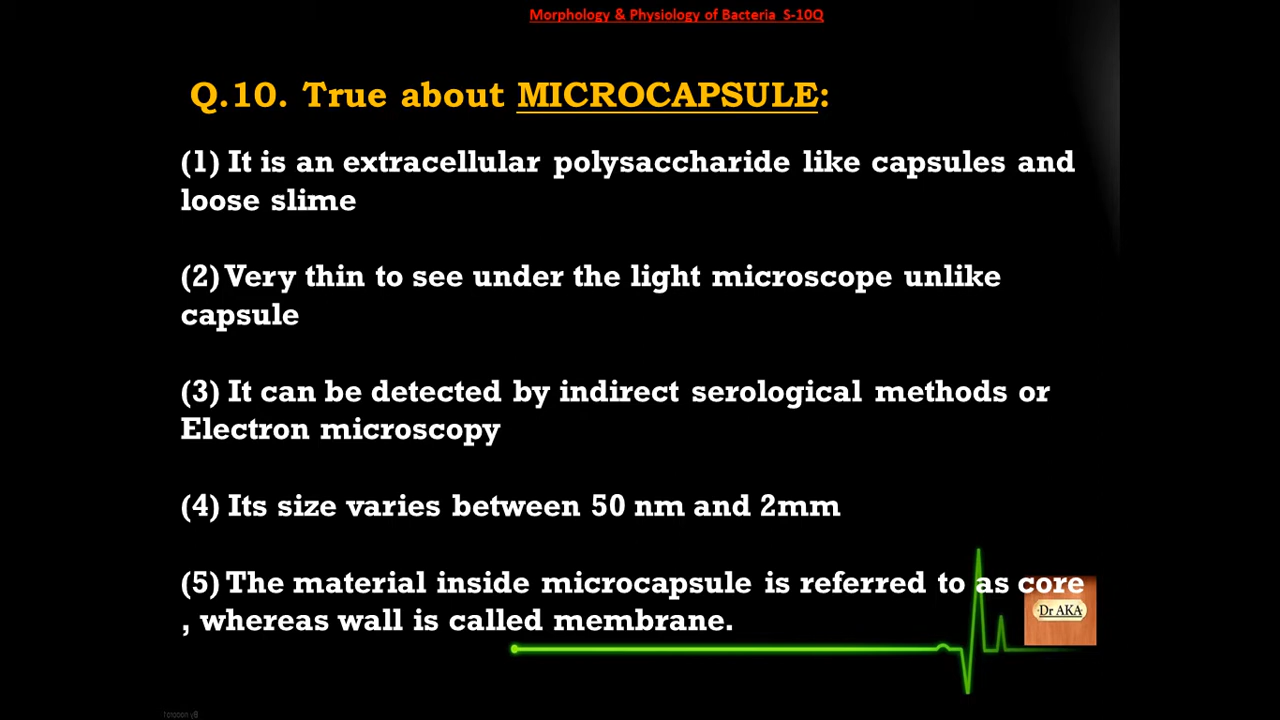 Morphology & Physiology of Bacteria S-10Q
Q.10. True about MICROCAPSULE:
(1) It is an extracellular polysaccharide like capsules and
loose slime
(2) Very thin to see under the light microscope unlike
capsule
(3) It can be detected by indirect serological methods or
Electron microscopy
(4) Its size varies between 50 nm and 2mm
(5) The material inside microcapsule is referred to as core
, whereas wall is called membrane.
Dr AKA